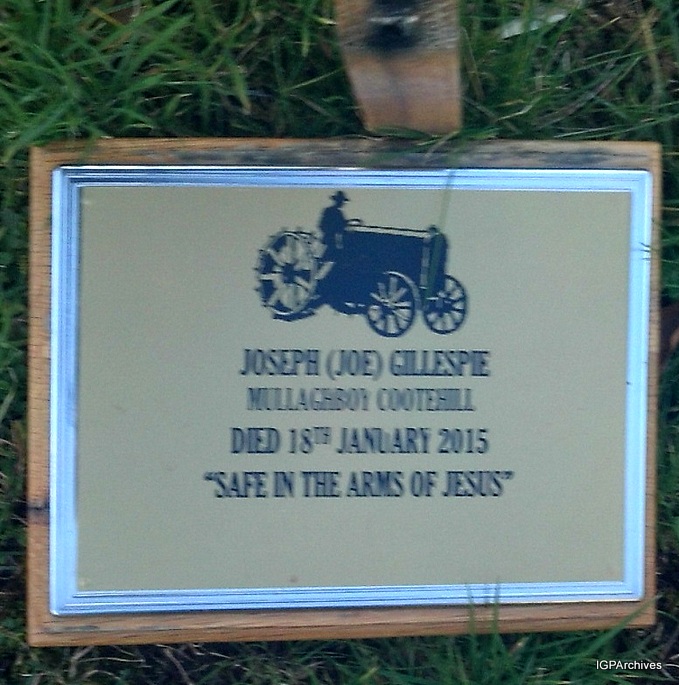 JOSEPH (JOE) GILLESPIE
MULLAGHBOY COOTEHILL
DIED 18TH JANUARY 2015
“SAFE IN THE ARMS OF JESUS”
IGPArchives